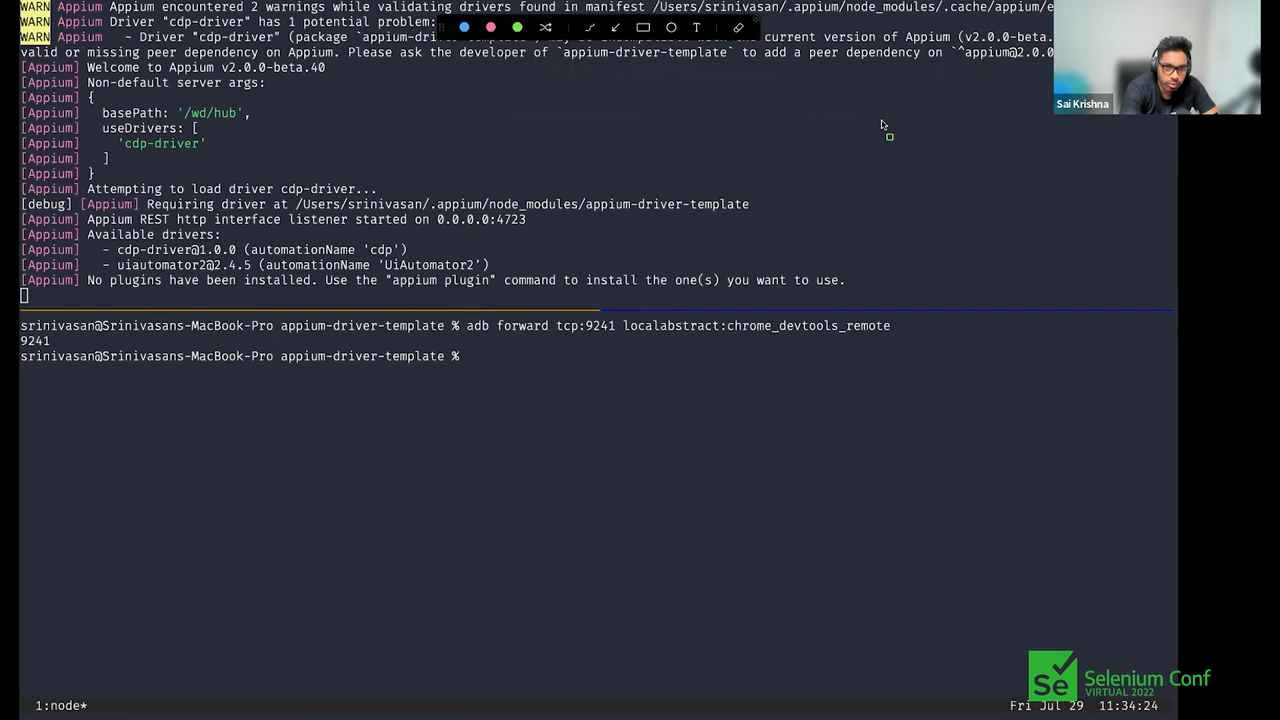 WARN Appium Appium encountered 2 warnings while validating drivers found in manifest /Users/srinivasan/.appium/node_modules/.cache/appium/e
WARN Appium Driver "cdp-driver" has 1 potential problem:
WARN Appium   - Driver "cdp-driver" (package `appium-dri current version of Appium (v2.0.0-beta.
valid or missing peer dependency on Appium. Please ask the developer of `appium-driver-template` to add a peer dependency on `^appium@2.0.0
[Appium] Welcome to Appium v2.0.0-beta.40
[Appium] Non-default server args:
[Appium] {
[Appium]   basePath: '/wd/hub',
[Appium]   useDrivers: [
[Appium]     'cdp-driver'
[Appium]   ]
[Appium] }
[Appium] Attempting to load driver cdp-driver...
[debug] [Appium] Requiring driver at /Users/srinivasan/.appium/node_modules/appium-driver-template
[Appium] Appium REST http interface listener started on 0.0.0.0:4723
[Appium] Available drivers:
[Appium]   - cdp-driver@1.0.0 (automationName 'cdp')
[Appium]   - uiautomator2@2.4.5 (automationName 'UiAutomator2')
[Appium] No plugins have been installed. Use the "appium plugin" command to install the one(s) you want to use.
srinivasan@Srinivasans-MacBook-Pro appium-driver-template % adb forward tcp:9241 localabstract:chrome_devtools_remote
9241
srinivasan@Srinivasans-MacBook-Pro appium-driver-template %
T
Sai Krishna
Se Selenium Conf
VIRTUAL 2022
1:node*
Fri Jul 29  11:34:24